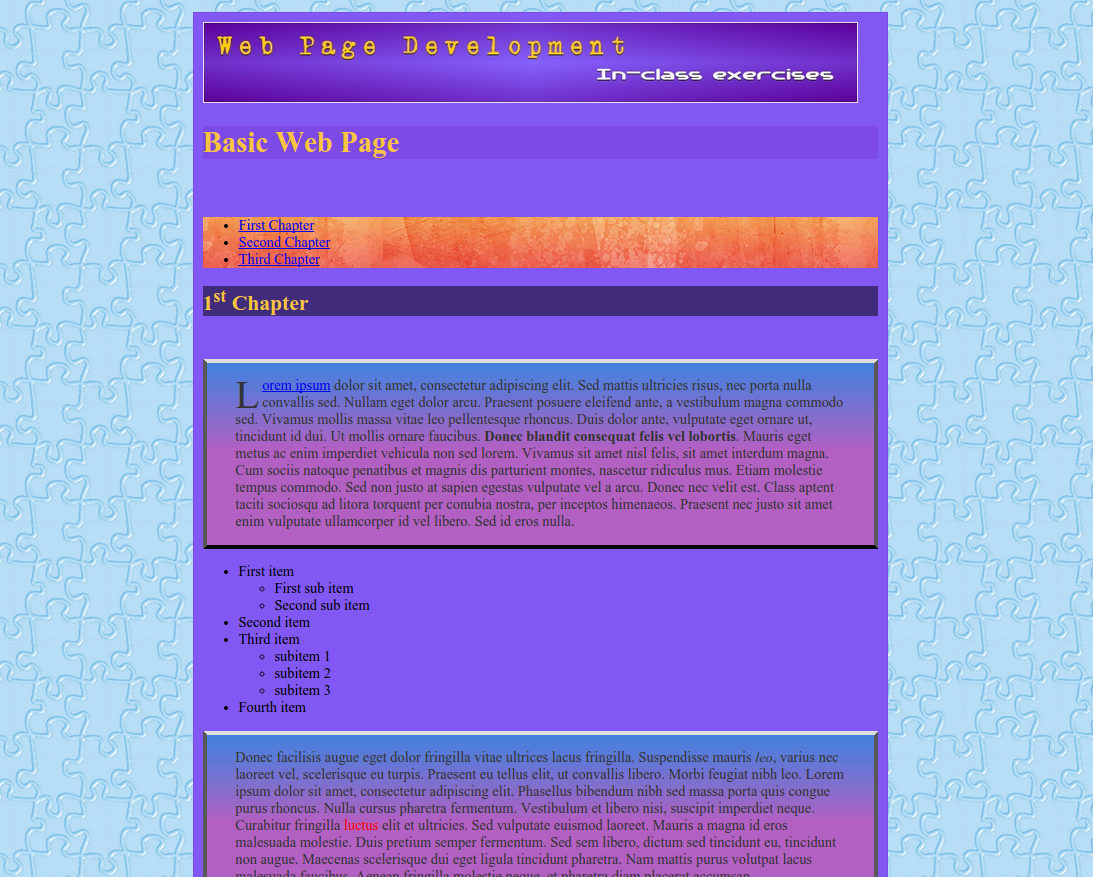 Web Page Development
In-class exercises
Basic Web Page
First Chapter
Second Chapter
Third Chapter
1st Chapter
Lorem ipsum dolor sit amet, consectetur adipiscing elit. Sed mattis ultricies risus, nec porta nulla
convallis sed. Nullam eget dolor arcu. Praesent posuere eleifend ante, a vestibulum magna commodo
sed. Vivamus mollis massa vitae leo pellentesque rhoncus. Duis dolor ante, vulputate eget ornare ut,
tincidunt id dui. Ut mollis ornare faucibus. Donec blandit consequat felis vel lobortis. Mauris eget
metus ac enim imperdiet vehicula non sed lorem. Vivamus sit amet nisl felis, sit amet interdum magna.
Cum sociis natoque penatibus et magnis dis parturient montes, nascetur ridiculus mus. Etiam molestie
tempus commodo. Sed non justo at sapien egestas vulputate vel a arcu. Donec nec velit est. Class aptent
taciti sociosqu ad litora torquent per conubia nostra, per inceptos himenaeos. Praesent nec justo sit amet
enim vulputate ullamcorper id vel libero. Sed id eros nulla.
First item
First sub item
Second sub item
Second item
Third item
subitem 1
subitem 2
subitem 3
Fourth item
Donec facilisis augue eget dolor fringilla vitae ultrices lacus fringilla. Suspendisse mauris leo, varius nec
laoreet vel, scelerisque eu turpis. Praesent eu tellus elit, ut convallis libero. Morbi feugiat nibh leo. Lorem
ipsum dolor sit amet, consectetur adipiscing elit. Phasellus bibendum nibh sed massa porta quis congue
purus rhoncus. Nulla cursus pharetra fermentum. Vestibulum et libero nisi, suscipit imperdiet neque.
Curabitur fringilla luctus elit et ultricies. Sed vulputate euismod laoreet. Mauris a magna id eros
malesuada molestie. Duis pretium semper fermentum. Sed sem libero, dictum sed tincidunt eu, tincidunt
non augue. Maecenas scelerisque dui eget ligula tincidunt pharetra. Nam mattis purus volutpat lacus
malesuada faucibus. Aenean fringilla molestie neque, et pharetra diam placerat accumsan.